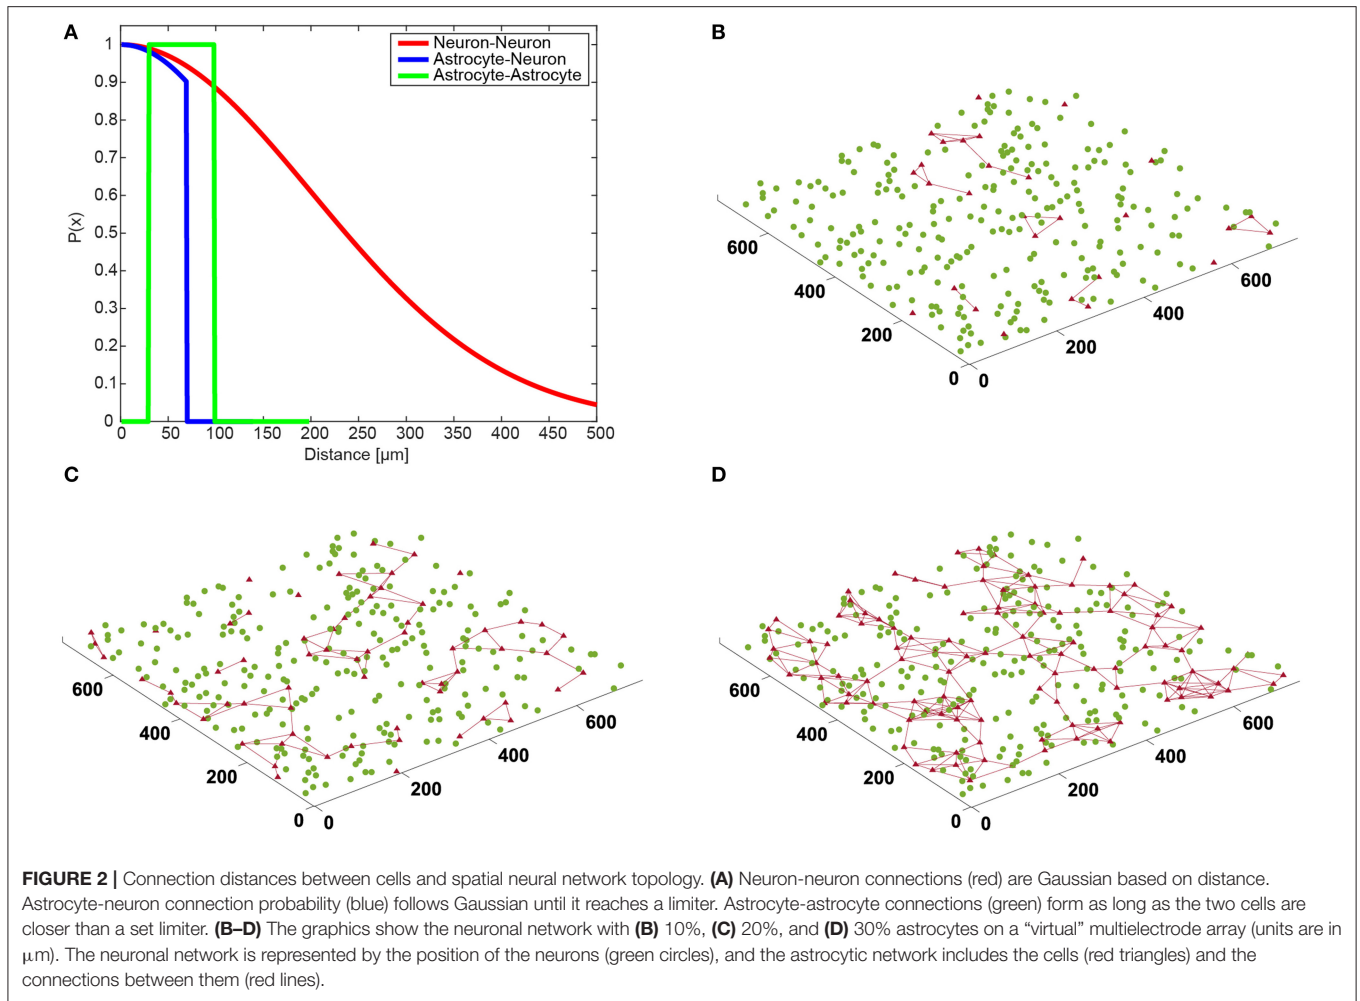 A
1
0.9
0.8
0.7
0.6
0.5
0.4
0.3
0.2
0.1
0
P(x)
Neuron-Neuron
Astrocyte-Neuron
Astrocyte-Astrocyte
0 50 100 150 200 250 300 350 400 450 500
Distance [µm]
B
600
400
200
0 0
200
400
600
C
600
400
200
0 0
200
400
600
D
600
400
200
0 0
200
400
600
FIGURE 2 | Connection distances between cells and spatial neural network topology. (A) Neuron-neuron connections (red) are Gaussian based on distance.
Astrocyte-neuron connection probability (blue) follows Gaussian until it reaches a limiter. Astrocyte-astrocyte connections (green) form as long as the two cells are
closer than a set limiter. (B–D) The graphics show the neuronal network with (B) 10%, (C) 20%, and (D) 30% astrocytes on a “virtual” multielectrode array (units are in
µm). The neuronal network is represented by the position of the neurons (green circles), and the astrocytic network includes the cells (red triangles) and the
connections between them (red lines).